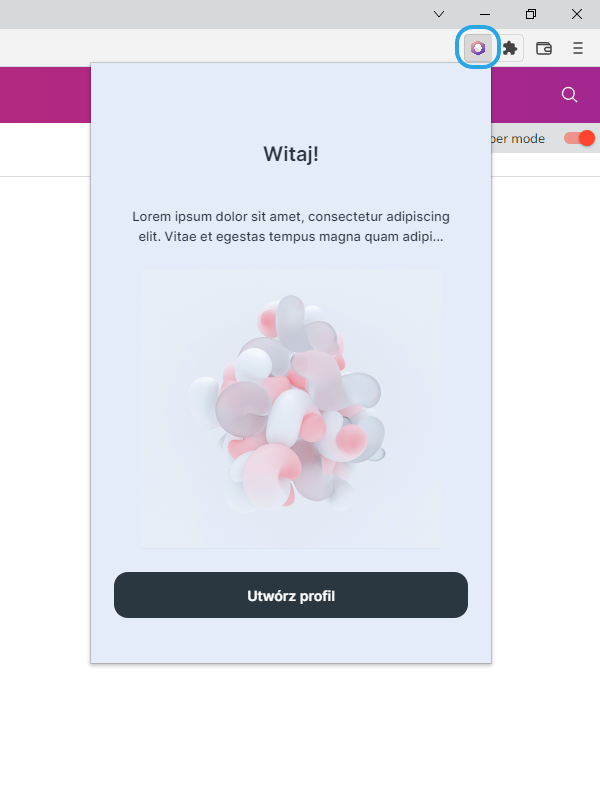 per mode
Witaj!
Lorem ipsum dolor sit amet, consectetur adipiscing
elit. Vitae et egestas tempus magna quam adipi...
Utwórz profil